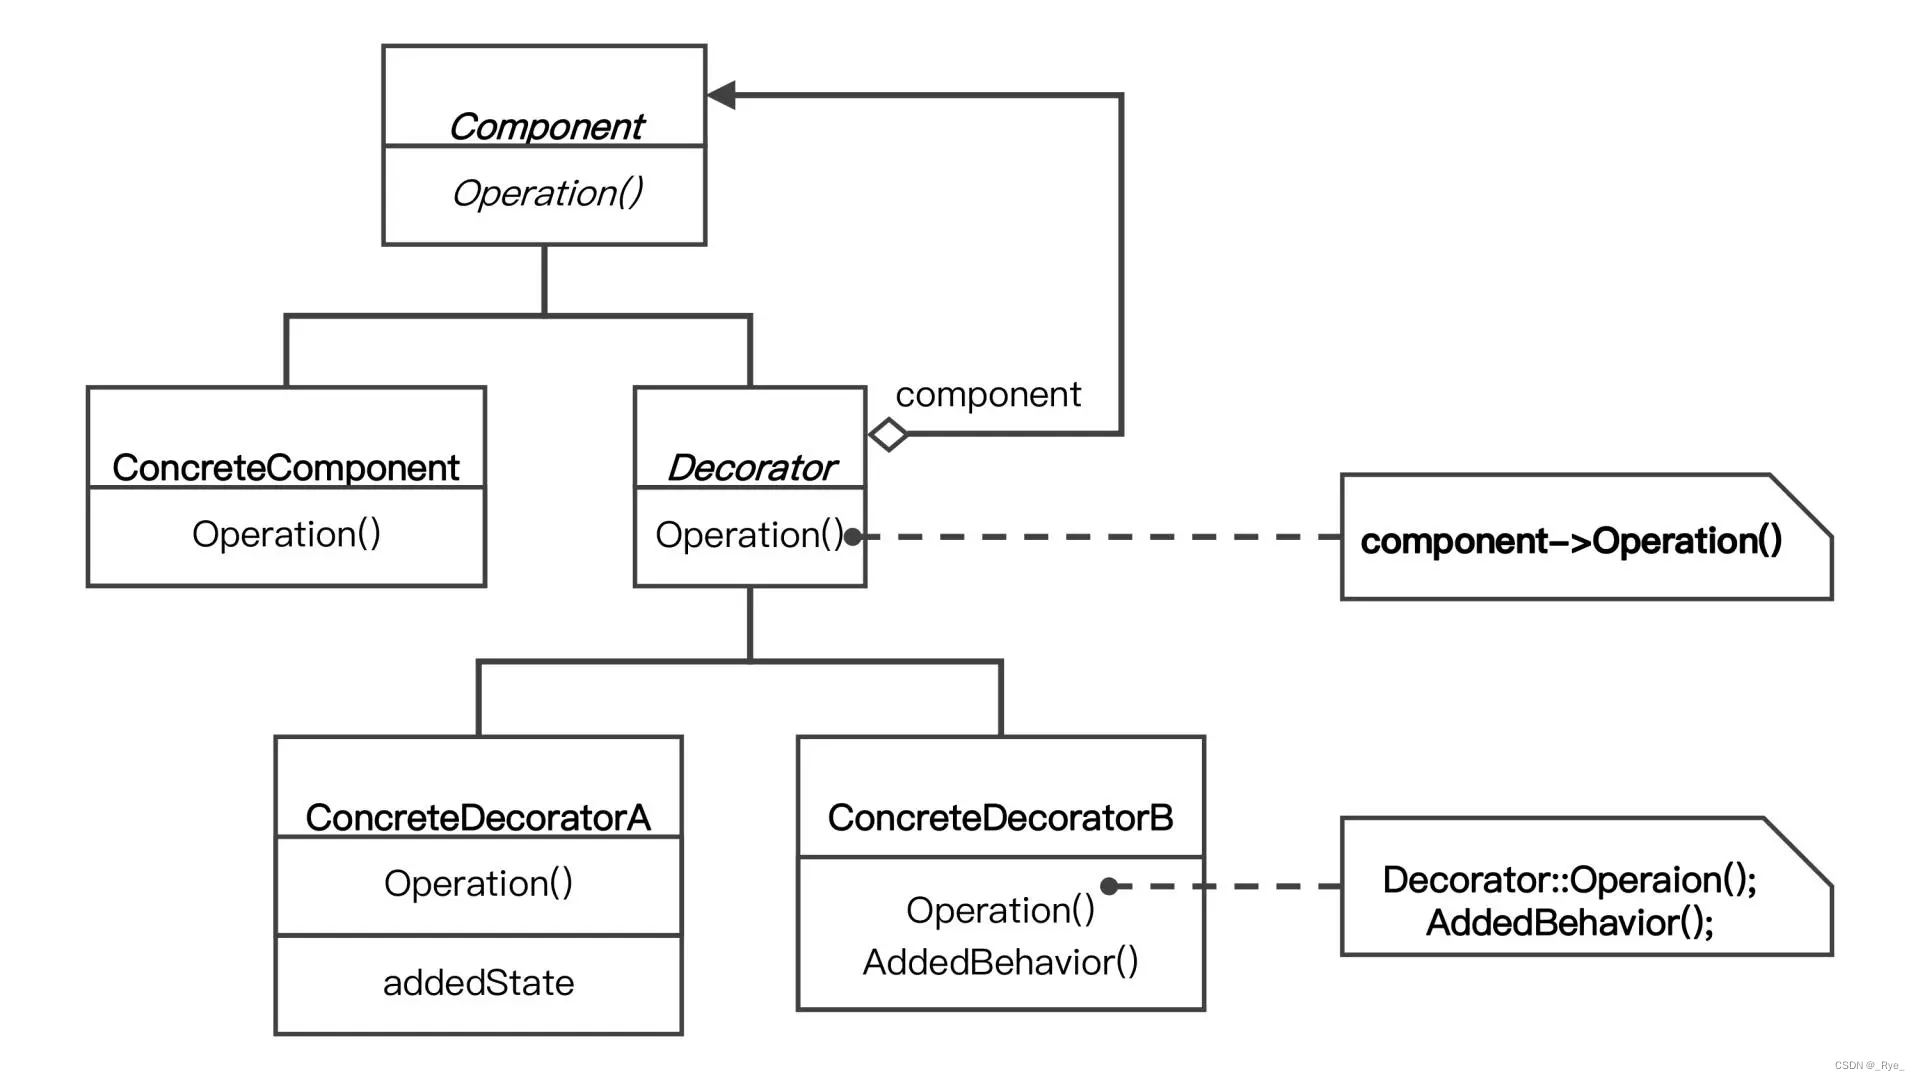 Component
Operation()
component
ConcreteComponent
Operation()
Decorator
Operation()
component->Operation()
ConcreteDecoratorA
Operation()
addedState
ConcreteDecoratorB
Operation()
AddedBehavior()
Decorator::Operaion();
AddedBehavior();
CSDN @_Rye_